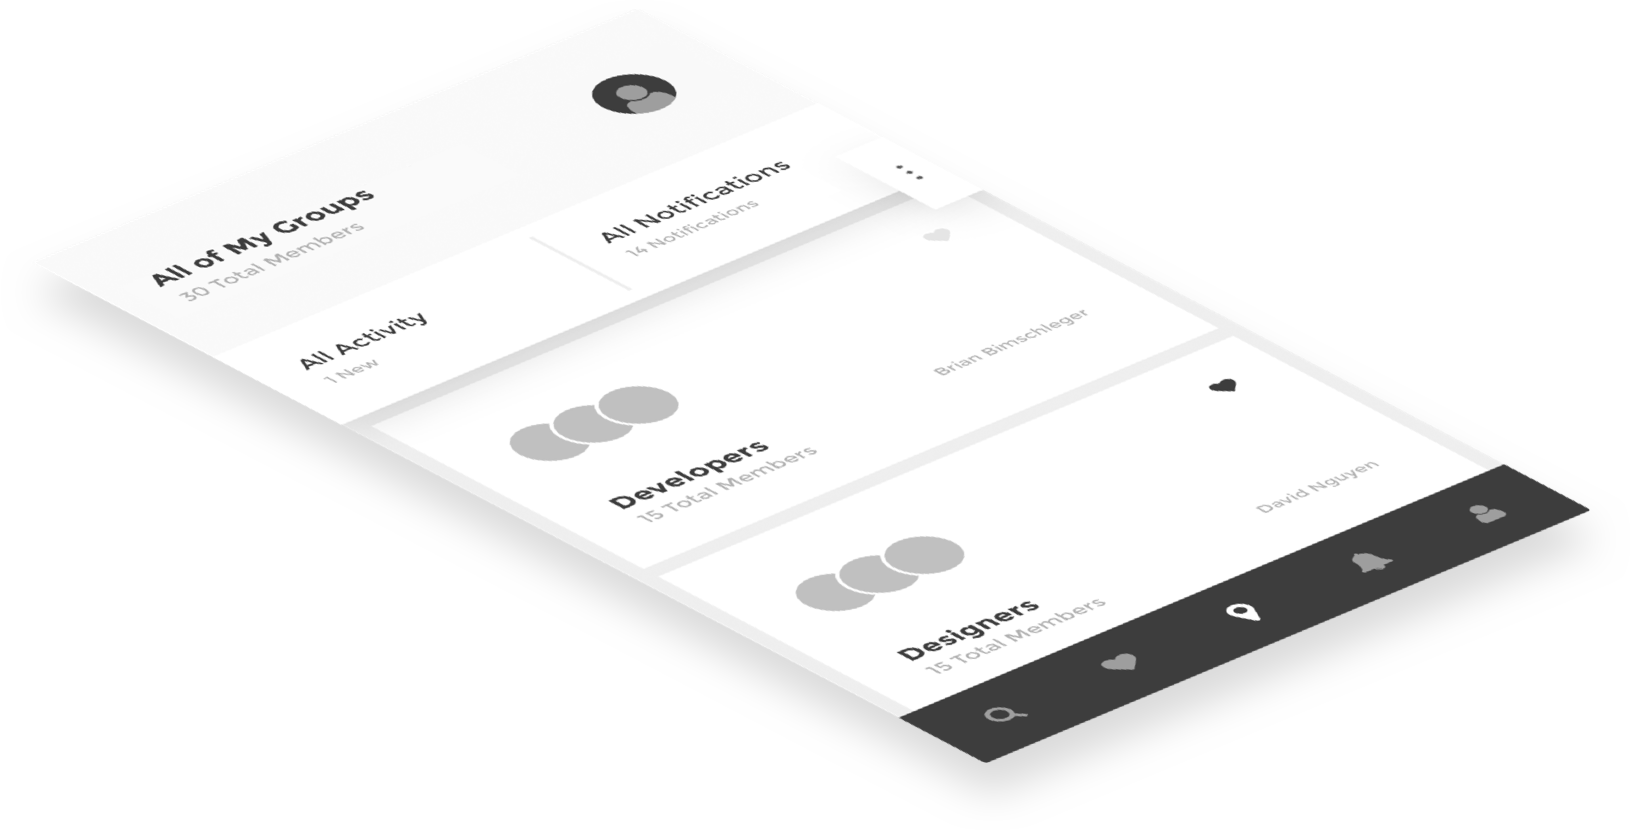 All of My Groups
30 Total Members
All Activity
1 New
All Notifications
14 Notifications
Developers
15 Total Members
Brian Bimschleger
Designers
15 Total Members
David Nguyen